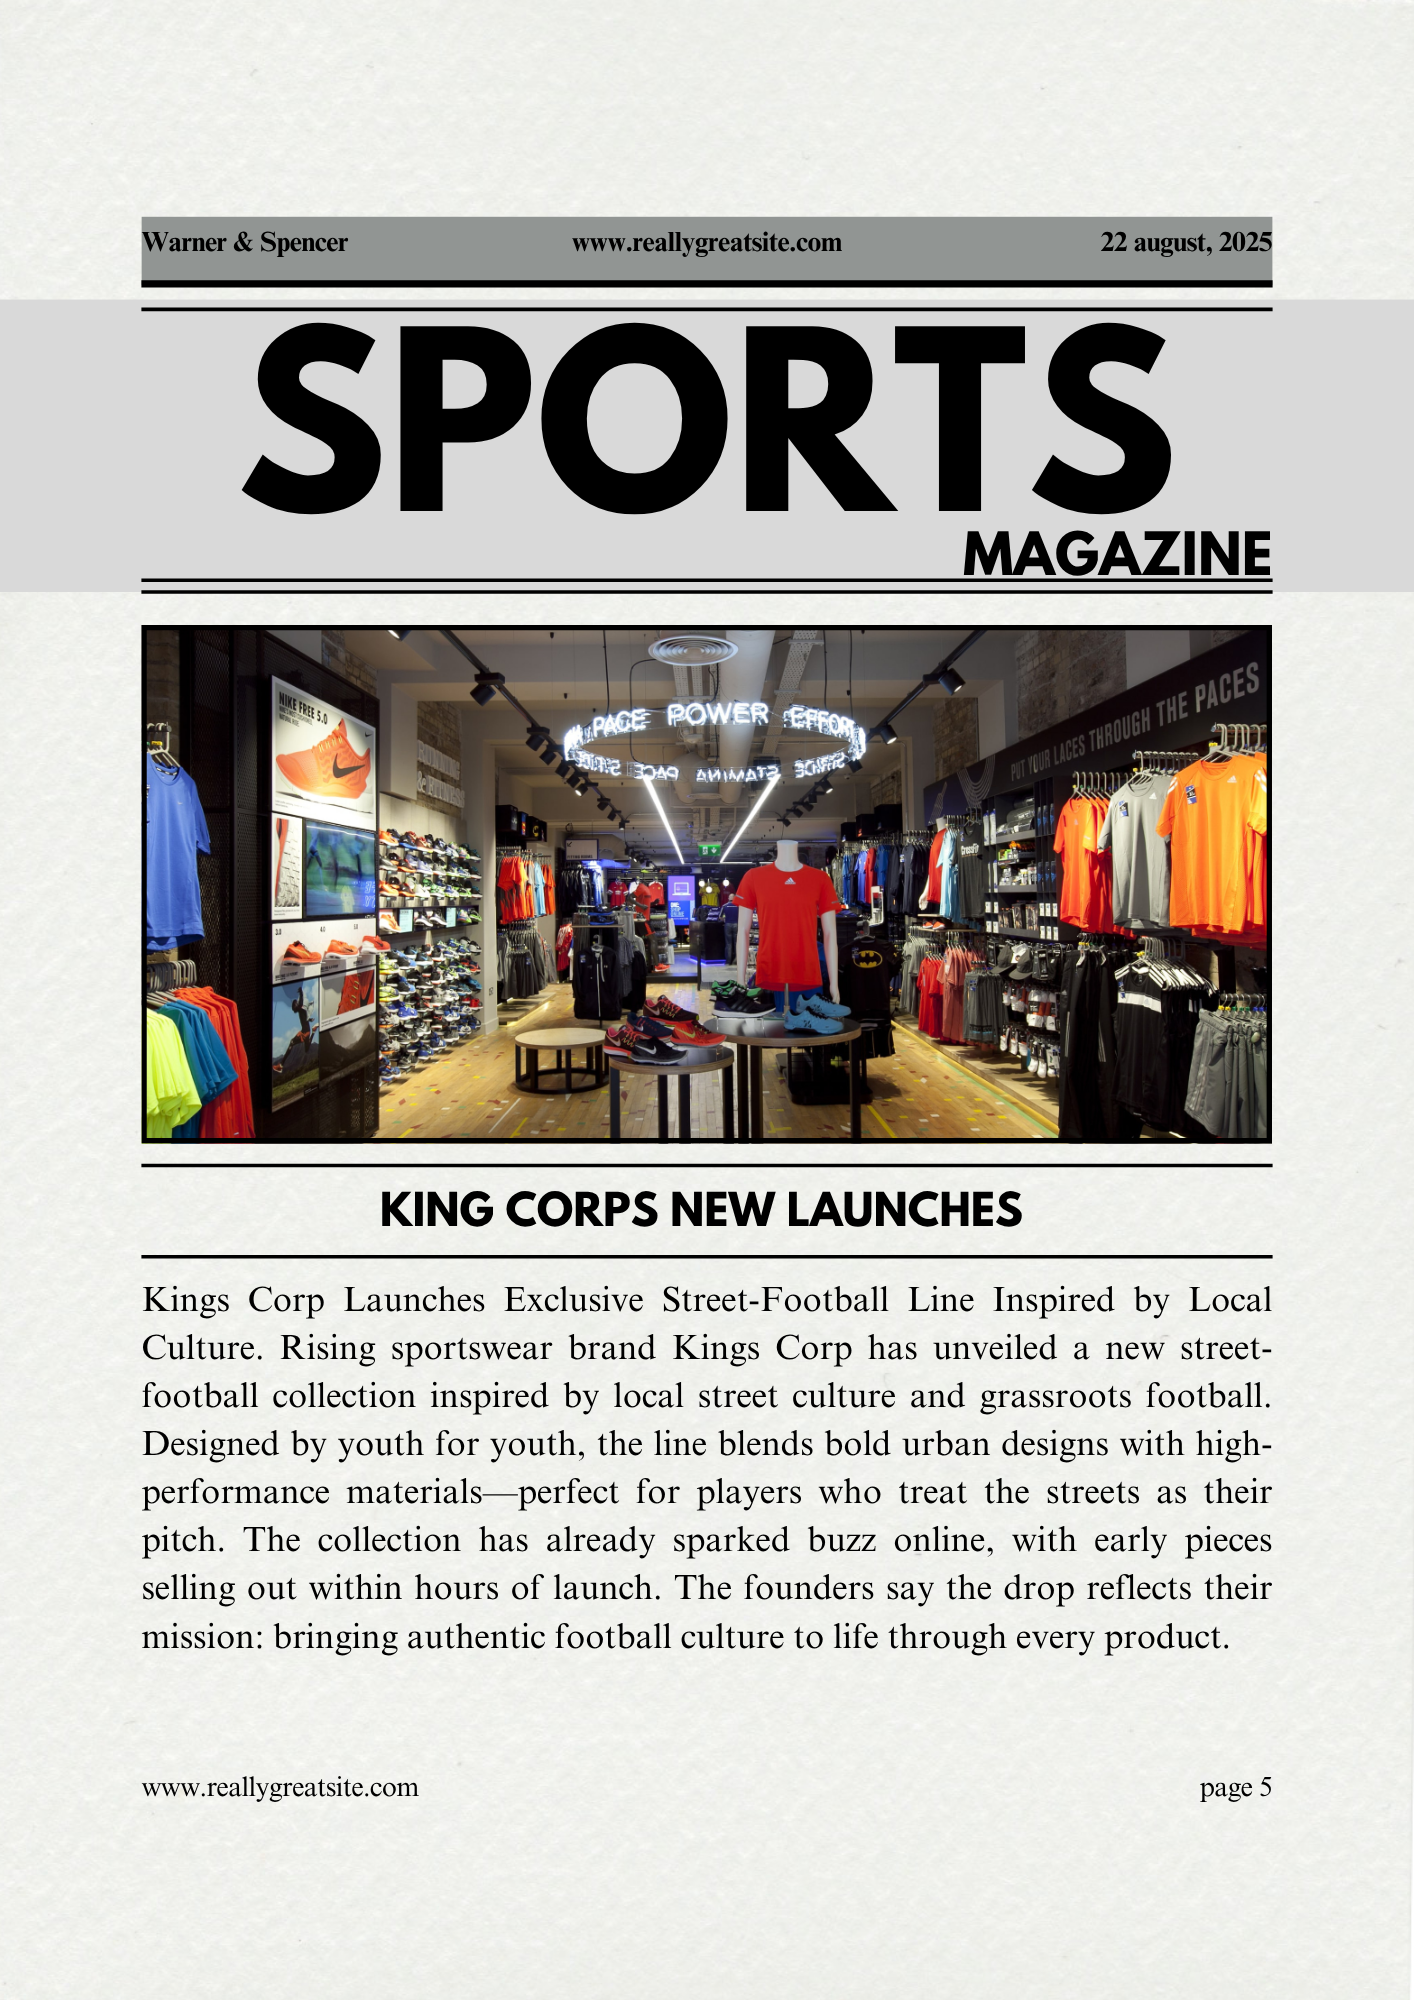 Warner & Spencer
www.reallygreatsite.com
22 august, 2025
SPORTS
MAGAZINE
NIKE FREE 5.0
PACE POWER EFFORT
STAMINA PACE
PUT YOUR LACES THROUGH THE PACES
KING CORPS NEW LAUNCHES
Kings Corp Launches Exclusive Street-Football Line Inspired by Local
Culture. Rising sportswear brand Kings Corp has unveiled a new street-
football collection inspired by local street culture and grassroots football.
Designed by youth for youth, the line blends bold urban designs with high-
performance materials—perfect for players who treat the streets as their
pitch. The collection has already sparked buzz online, with early pieces
selling out within hours of launch. The founders say the drop reflects their
mission: bringing authentic football culture to life through every product.
www.reallygreatsite.com
page 5